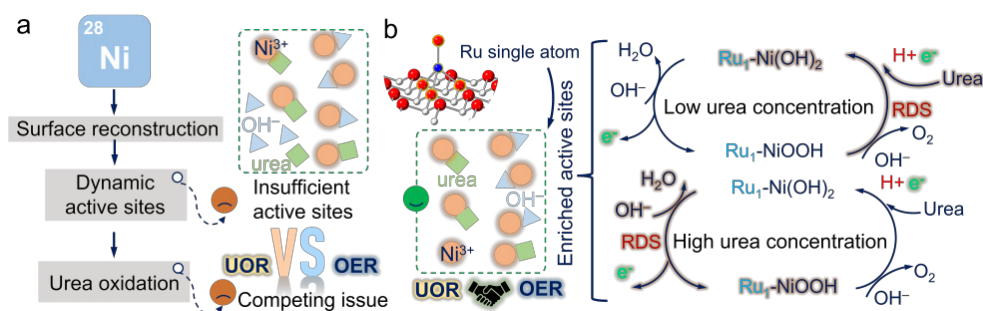 a
28
Ni
Surface reconstruction
Dynamic
active sites
Urea oxidation
Ni³⁺
OH⁻
urea
Insufficient
active sites
UOR VS OER
Competing issue
b
Ru single atom
urea
OH⁻
Ni³⁺
UOR OER
Enriched active sites
H₂O
OH⁻
e⁻
Ru₁-Ni(OH)₂
H+ e⁻
Urea
Low urea concentration
RDS
O₂
OH⁻
Ru₁-NiOOH
H₂O
OH⁻
RDS
e⁻
Ru₁-Ni(OH)₂
H+ e⁻
Urea
High urea concentration
O₂
OH⁻
Ru₁-NiOOH